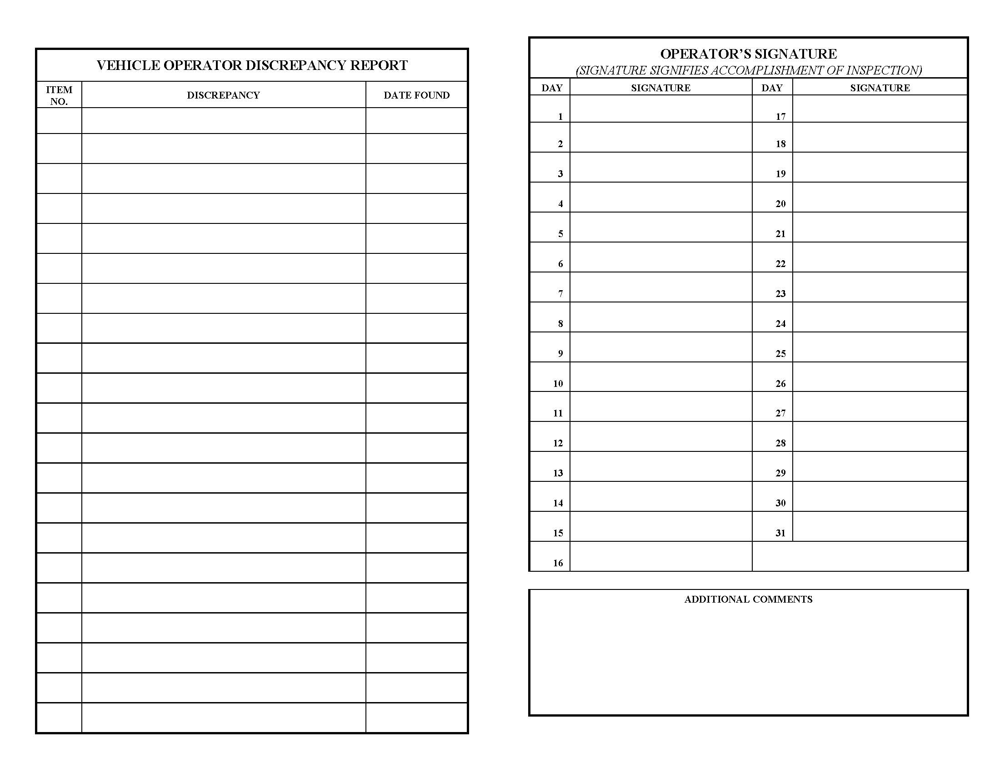 VEHICLE OPERATOR DISCREPANCY REPORT
ITEM NO. DISCREPANCY DATE FOUND
OPERATOR’S SIGNATURE
(SIGNATURE SIGNIFIES ACCOMPLISHMENT OF INSPECTION)
DAY SIGNATURE DAY SIGNATURE
1 17
2 18
3 19
4 20
5 21
6 22
7 23
8 24
9 25
10 26
11 27
12 28
13 29
14 30
15 31
16
ADDITIONAL COMMENTS